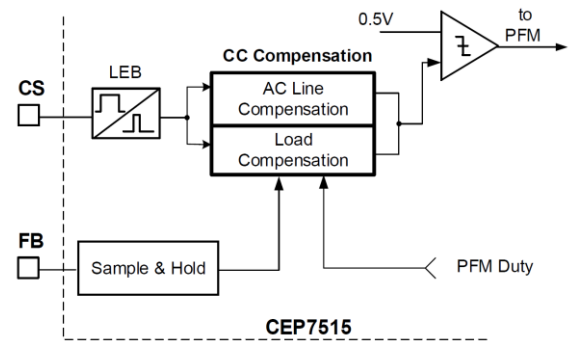 0.5V
to
PFM
CC Compensation
CS
LEB
AC Line
Compensation
Load
Compensation
FB
Sample & Hold
PFM Duty
CEP7515